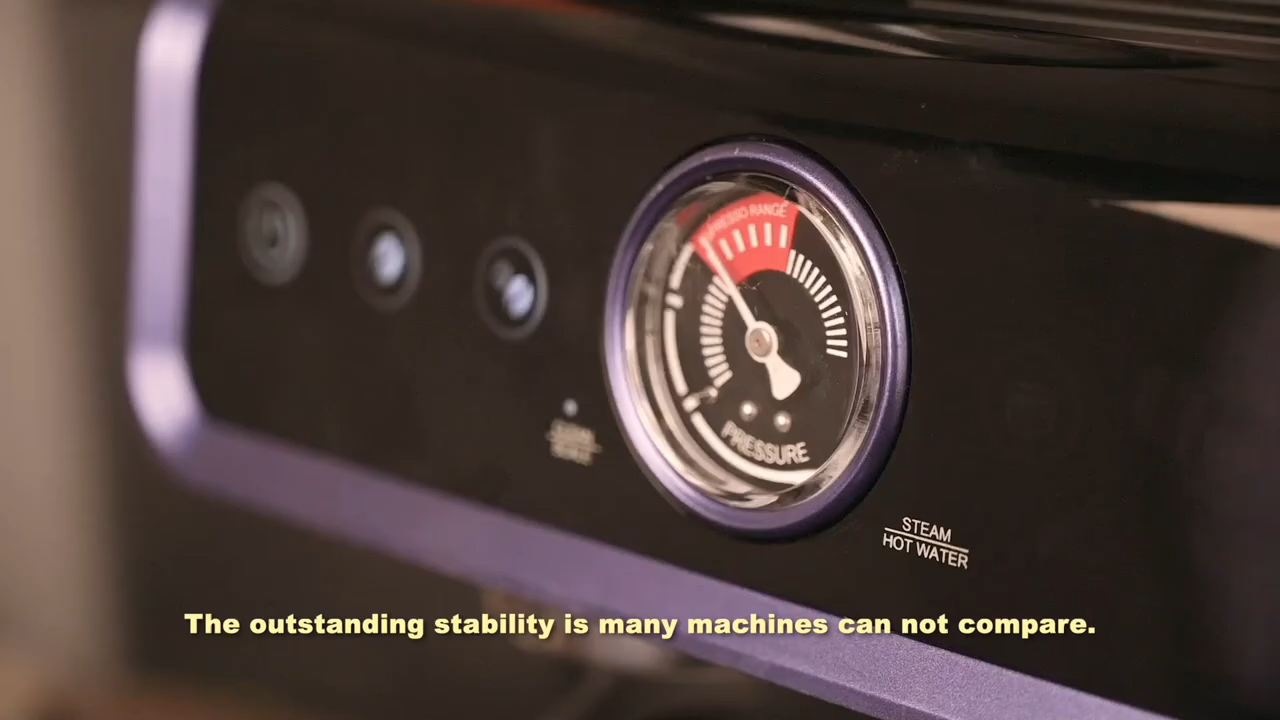 ESPRESSO RANGE
PRESSURE
STEAM
HOT WATER
The outstanding stability is many machines can not compare.